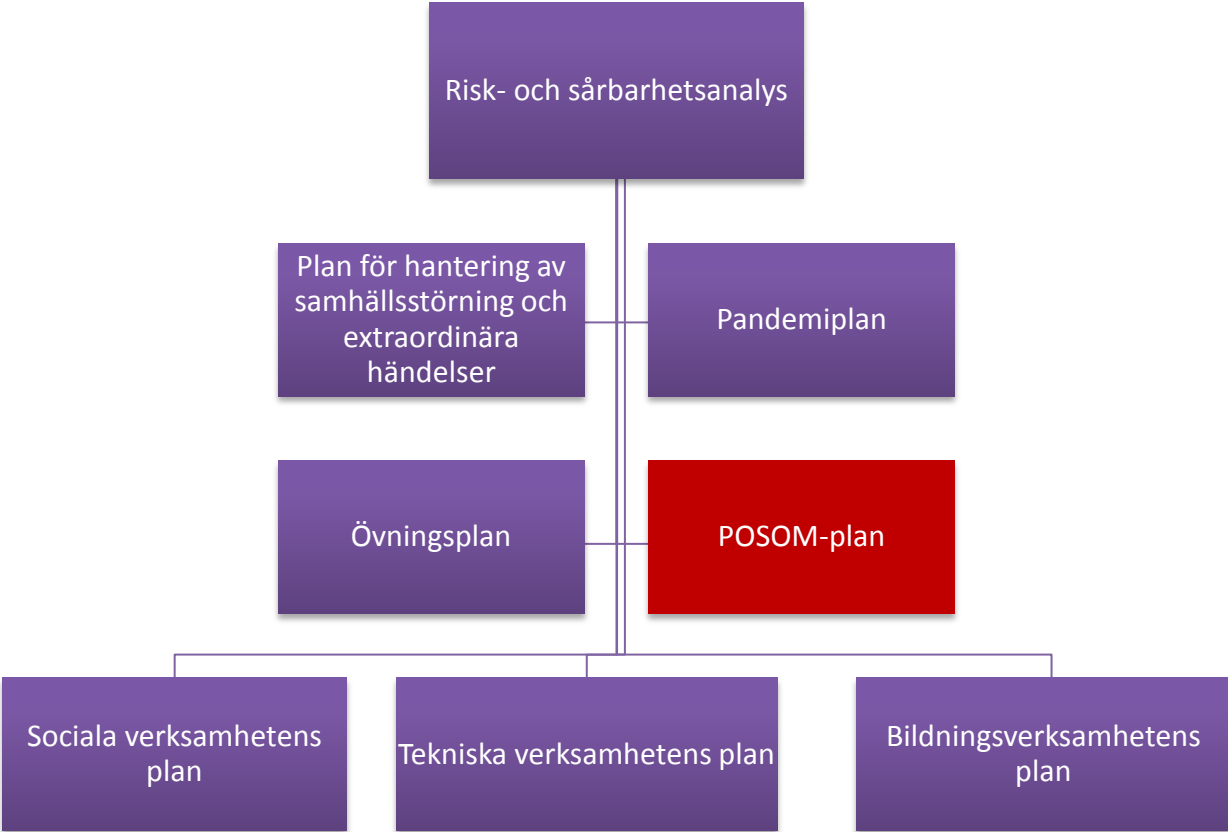 Risk- och sårbarhetsanalys
Plan för hantering av
samhällsstörning och
extraordinära
händelser
Pandemiplan
Övningsplan
POSOM-plan
Sociala verksamhetens
plan
Tekniska verksamhetens plan
Bildningsverksamhetens
plan